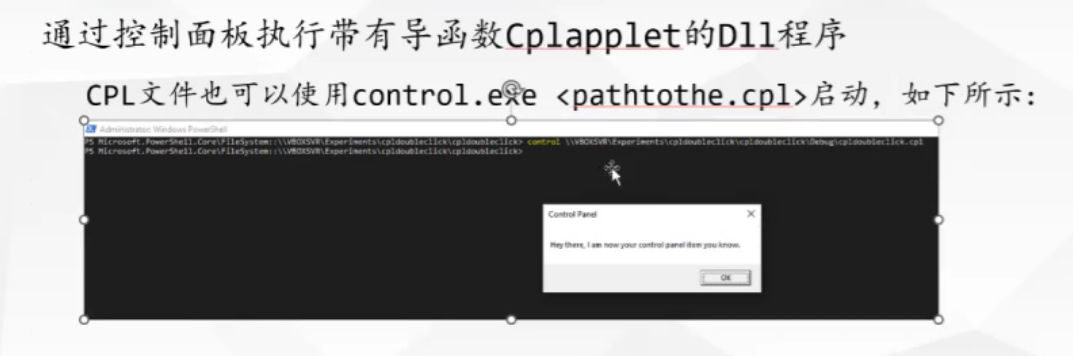 通过控制面板执行带有导函数Cplapplet的Dll程序
CPL文件也可以使用control.exe <pathtothe.cpl>启动，如下所示：
Administrator: Windows PowerShell
PS Microsoft.PowerShell.Core\FileSystem::\\VBOXSVR\Experiments\cpldoubleclick\cpldoubleclick> control \\VBOXSVR\Experiments\cpldoubleclick\cpldoubleclick\Debug\cpldoubleclick.cpl
PS Microsoft.PowerShell.Core\FileSystem::\\VBOXSVR\Experiments\cpldoubleclick\cpldoubleclick>
Control Panel
Hey there, I am now your control panel item you know.
OK